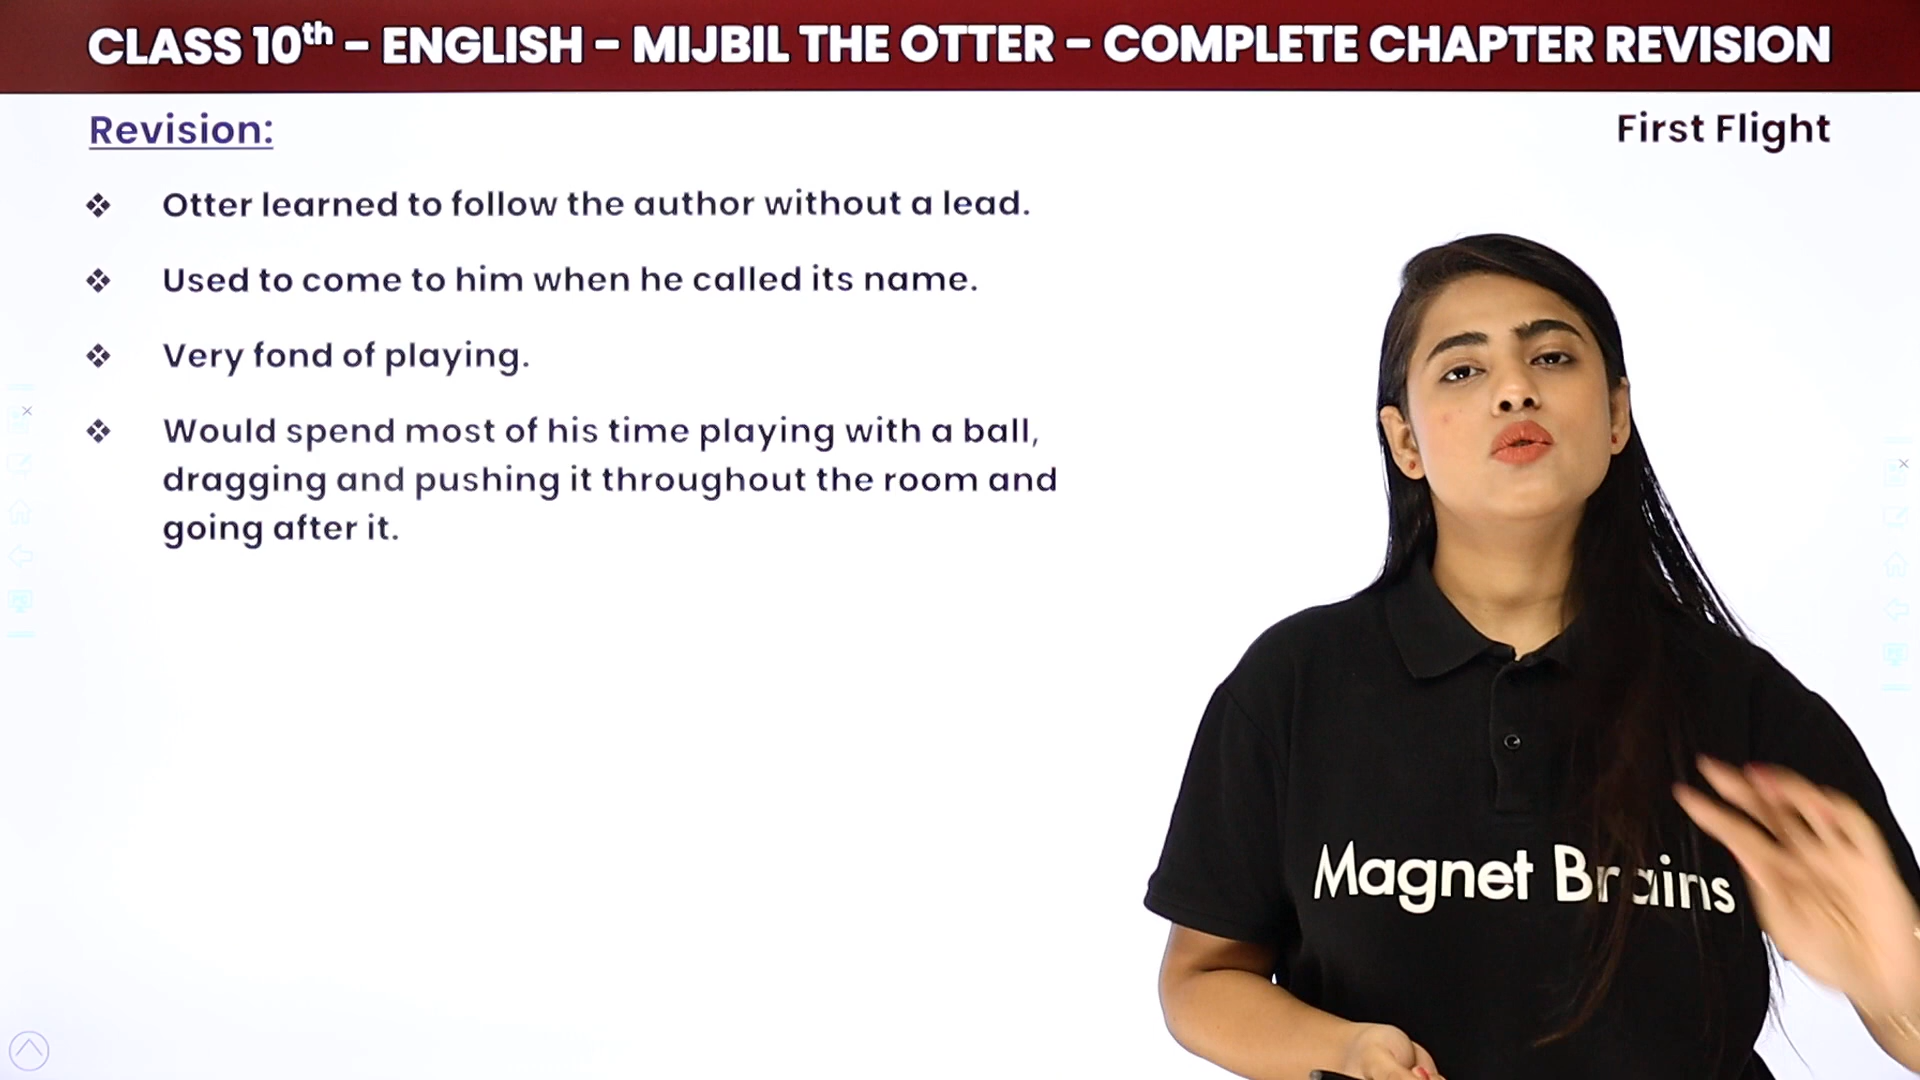 CLASS 10th – ENGLISH – MIJBIL THE OTTER – COMPLETE CHAPTER REVISION
Revision:
First Flight
❖ Otter learned to follow the author without a lead.
❖ Used to come to him when he called its name.
❖ Very fond of playing.
❖ Would spend most of his time playing with a ball,
dragging and pushing it throughout the room and
going after it.
Magnet Brains